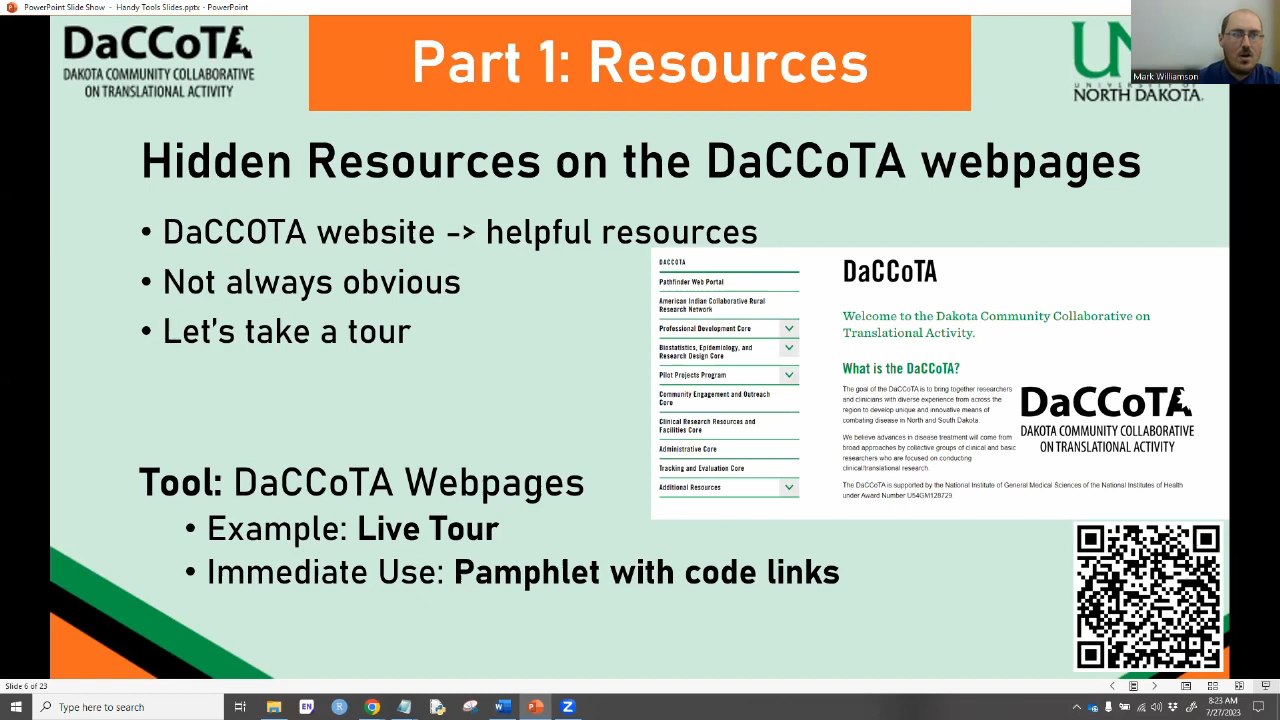 PowerPoint Slide Show - Handy Tools Slides.pptx - PowerPoint
DaCCoTA
DAKOTA COMMUNITY COLLABORATIVE
ON TRANSLATIONAL ACTIVITY
Part 1: Resources
NORTH DAKOTA.
Mark Williamson
Hidden Resources on the DaCCoTA webpages
• DaCCOTA website -> helpful resources
• Not always obvious
• Let's take a tour
DACCOTA
Pathfinder Web Portal
American Indian Collaborative Rural
Research Network
Professional Development Core
Biostatistics, Epidemiology, and
Research Design Core
Pilot Projects Program
Community Engagement and Outreach
Core
Clinical Research Resources and
Facilities Core
Administrative Core
Tracking and Evaluation Core
Additional Resources
DaCCoTA
Welcome to the Dakota Community Collaborative on
Translational Activity.
What is the DaCCoTA?
The goal of the DaCCoTA is to bring together researchers
and clinicians with diverse experience from across the
region to develop unique and innovative means of
combating disease in North and South Dakota.
We believe advances in disease treatment will come from
broad approaches by collective groups of clinical and basic
researchers who are focused on conducting
clinical/translational research.
The DaCCoTA is supported by the National Institute of General Medical Sciences of the National Institutes of Health
under Award Number U54GM128729.
DaCCoTA
DAKOTA COMMUNITY COLLABORATIVE
ON TRANSLATIONAL ACTIVITY
Tool: DaCCoTA Webpages
• Example: Live Tour
• Immediate Use: Pamphlet with code links
Slide 6 of 23
Type here to search
EN
8:23 AM
7/27/2023